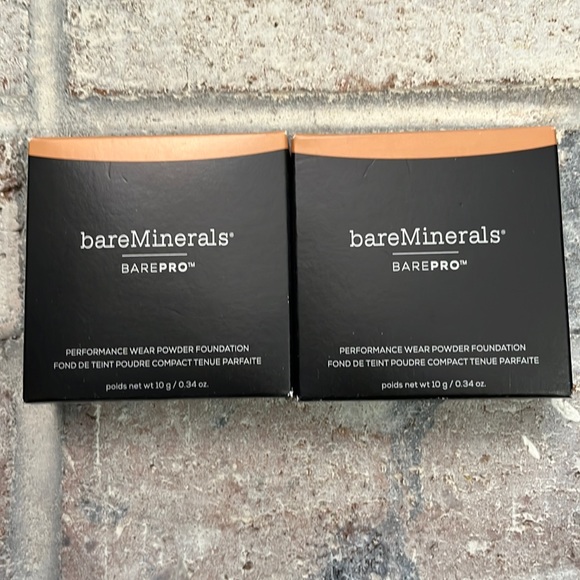 bareMinerals®
BAREPRO™
PERFORMANCE WEAR POWDER FOUNDATION
FOND DE TEINT POUDRE COMPACT TENUE PARFAITE
poids net wt 10 g / 0.34 oz.
bareMinerals®
BAREPRO™
PERFORMANCE WEAR POWDER FOUNDATION
FOND DE TEINT POUDRE COMPACT TENUE PARFAITE
poids net wt 10 g / 0.34 oz.